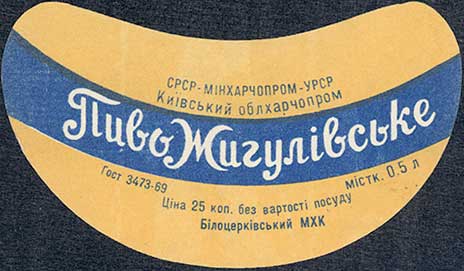 СРСР-МІНХАРЧОПРОМ-УРСР
Київський облхарчопром
Пиво Жигулівське
Гост 3473-69
містк. 0,5 л
Ціна 25 коп. без вартості посуду
Білоцерківський МХК